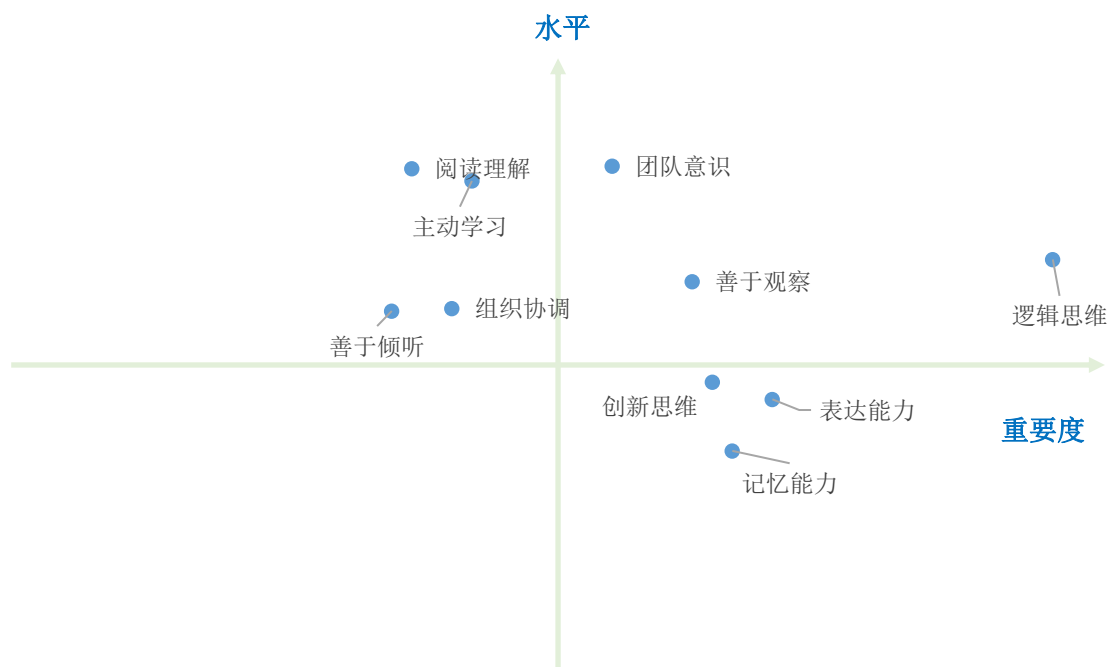 水平
阅读理解
团队意识
主动学习
善于观察
组织协调
逻辑思维
善于倾听
创新思维
表达能力
重要度
记忆能力